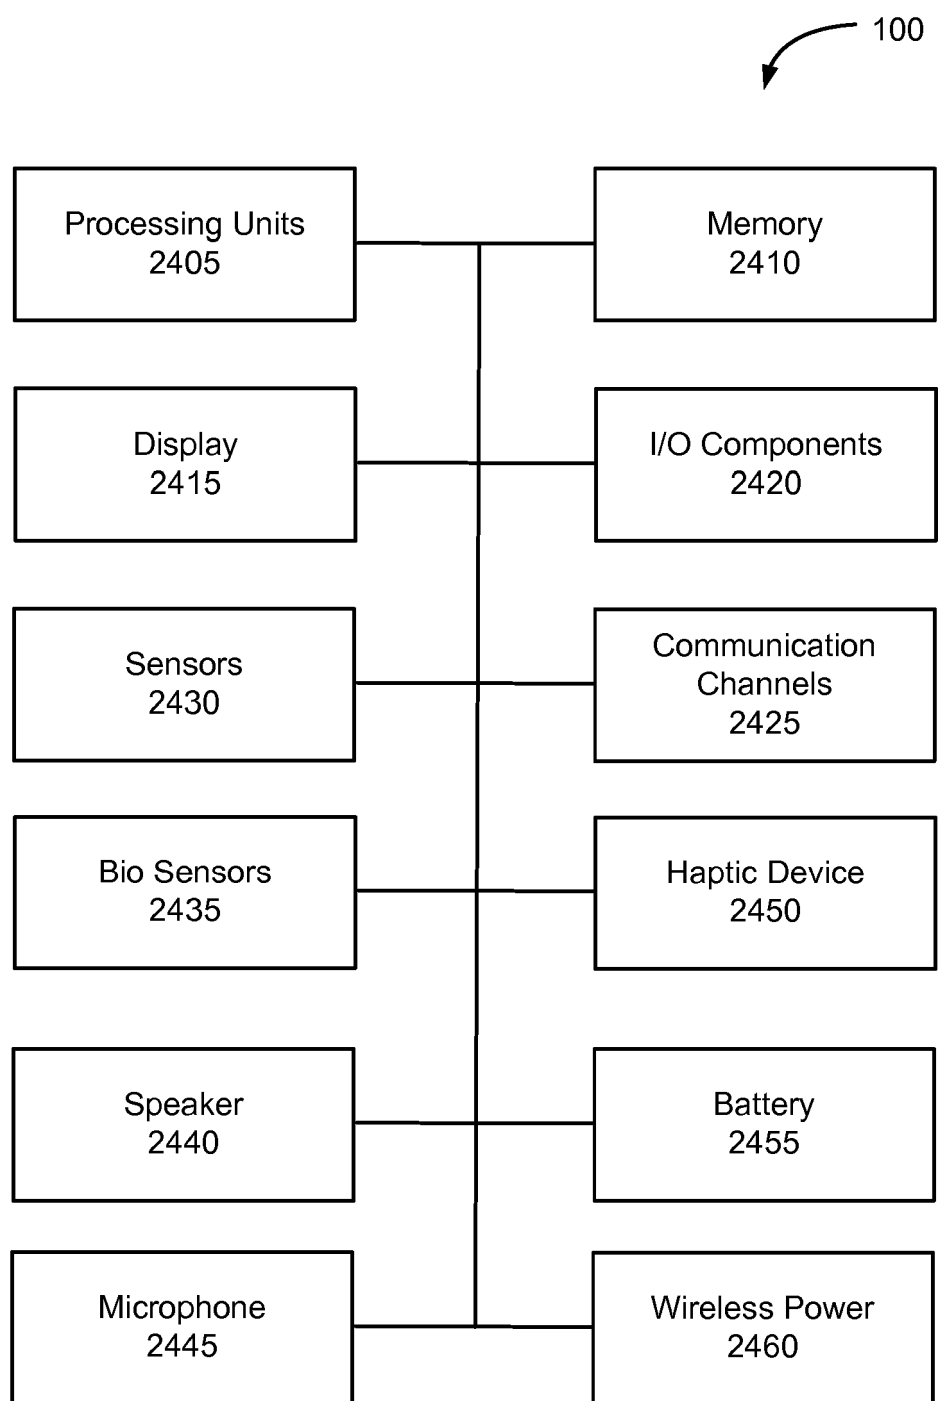 100
Processing Units
2405
Memory
2410
Display
2415
I/O Components
2420
Sensors
2430
Communication
Channels
2425
Bio Sensors
2435
Haptic Device
2450
Speaker
2440
Battery
2455
Microphone
2445
Wireless Power
2460